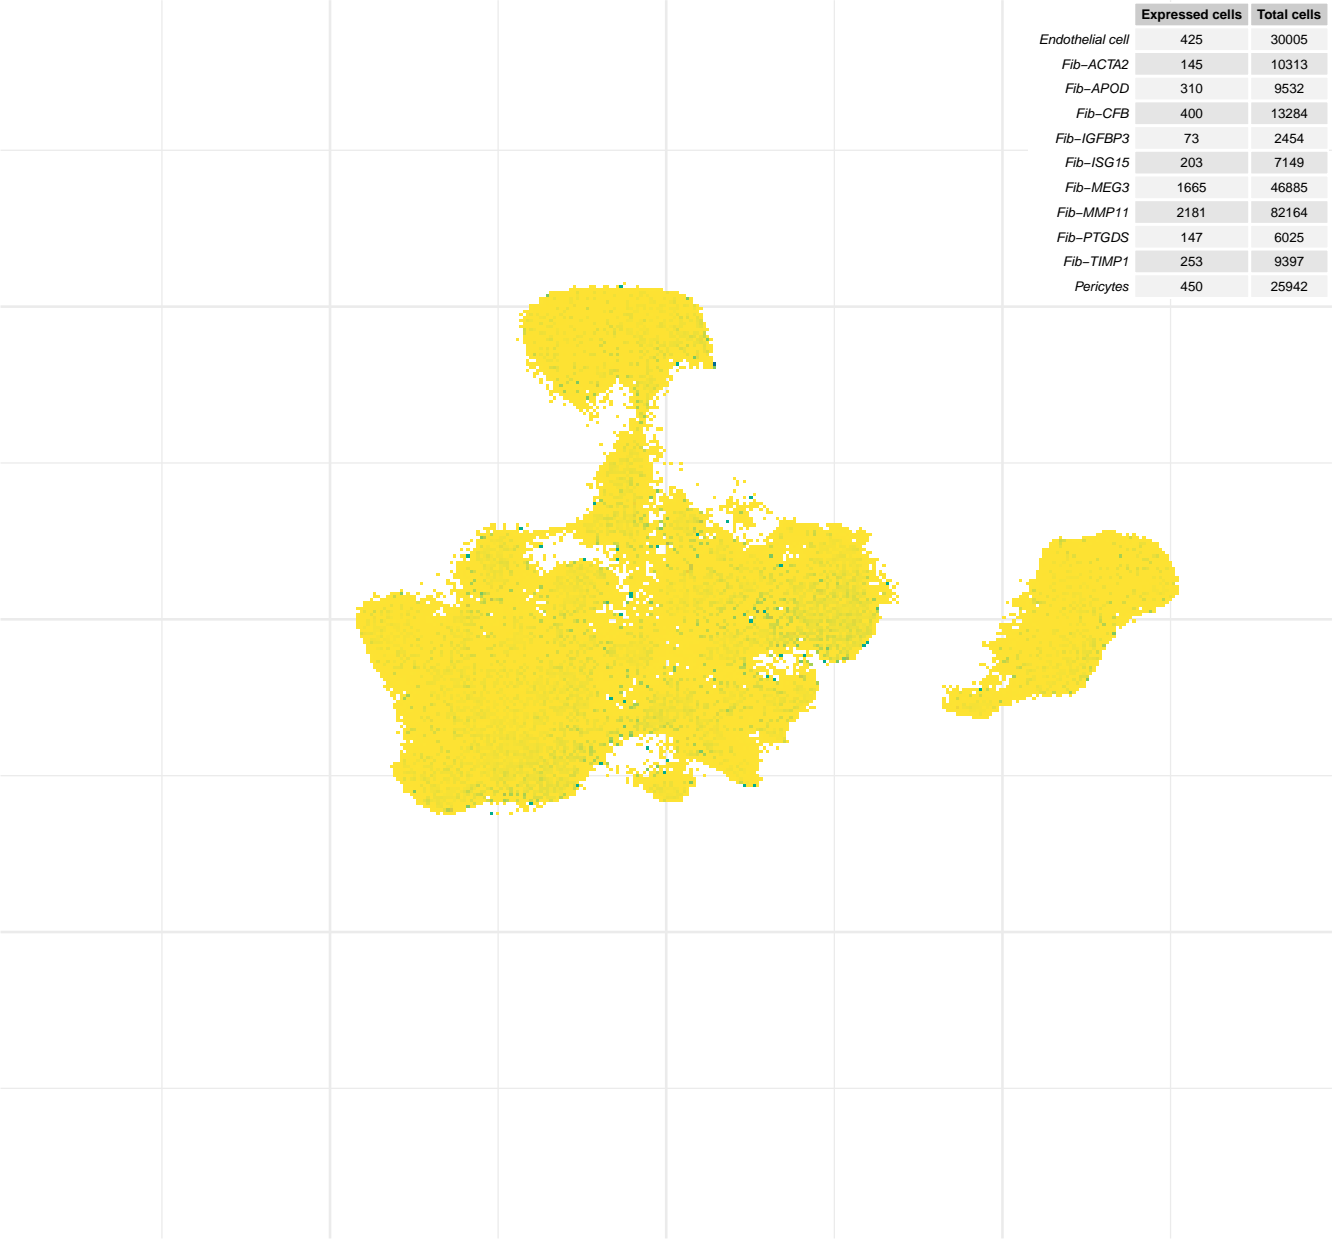 Expressed cells Total cells
Endothelial cell 425 30005
Fib−ACTA2 145 10313
Fib−APOD 310 9532
Fib−CFB 400 13284
Fib−IGFBP3 73 2454
Fib−ISG15 203 7149
Fib−MEG3 1665 46885
Fib−MMP11 2181 82164
Fib−PTGDS 147 6025
Fib−TIMP1 253 9397
Pericytes 450 25942